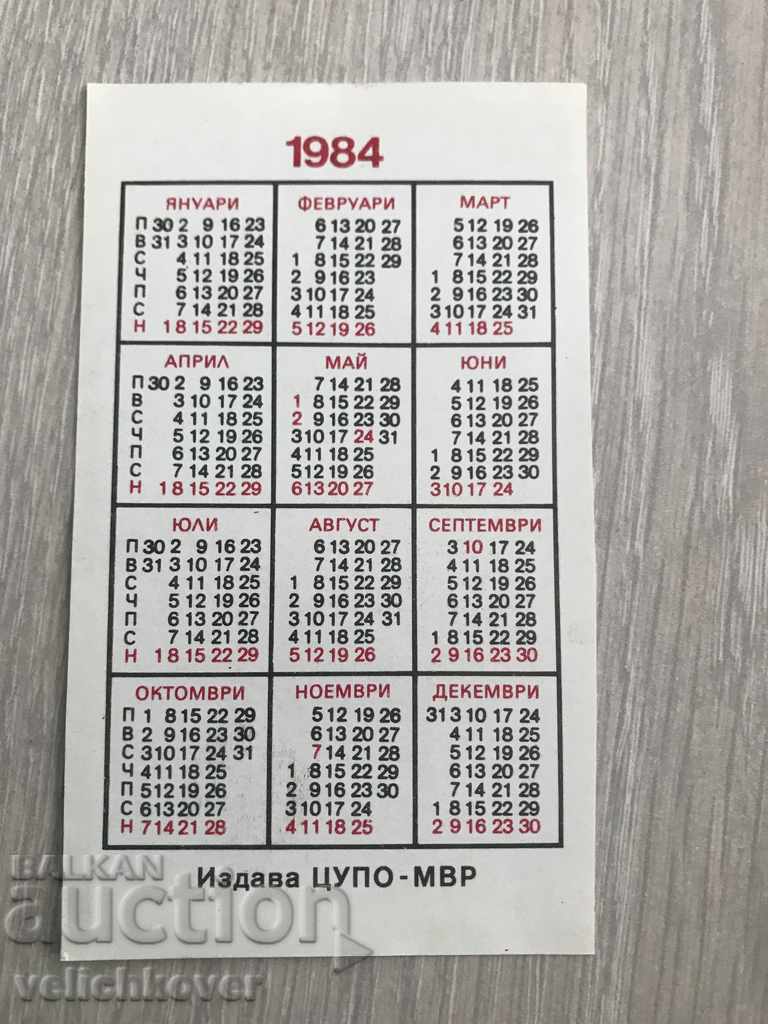 1984
ЯНУАРИ ФЕВРУАРИ МАРТ
П 30 2 9 16 23 6 13 20 27 5 12 19 26
В 31 3 10 17 24 7 14 21 28 6 13 20 27
С 4 11 18 25 1 8 15 22 29 7 14 21 28
Ч 5 12 19 26 2 9 16 23 1 8 15 22 29
П 6 13 20 27 3 10 17 24 2 9 16 23 30
С 7 14 21 28 4 11 18 25 3 10 17 24 31
Н 1 8 15 22 29 5 12 19 26 4 11 18 25
АПРИЛ МАЙ ЮНИ
П 30 2 9 16 23 7 14 21 28 4 11 18 25
В 3 10 17 24 1 8 15 22 29 5 12 19 26
С 4 11 18 25 2 9 16 23 30 6 13 20 27
Ч 5 12 19 26 3 10 17 24 31 7 14 21 28
П 6 13 20 27 4 11 18 25 1 8 15 22 29
С 7 14 21 28 5 12 19 26 2 9 16 23 30
Н 1 8 15 22 29 6 13 20 27 3 10 17 24
ЮЛИ АВГУСТ СЕПТЕМВРИ
П 30 2 9 16 23 6 13 20 27 3 10 17 24
В 31 3 10 17 24 7 14 21 28 4 11 18 25
С 4 11 18 25 1 8 15 22 29 5 12 19 26
Ч 5 12 19 26 2 9 16 23 30 6 13 20 27
П 6 13 20 27 3 10 17 24 31 7 14 21 28
С 7 14 21 28 4 11 18 25 1 8 15 22 29
Н 1 8 15 22 29 5 12 19 26 2 9 16 23 30
ОКТОМВРИ НОЕМВРИ ДЕКЕМВРИ
П 1 8 15 22 29 5 12 19 26 31 3 10 17 24
В 2 9 16 23 30 6 13 20 27 4 11 18 25
С 3 10 17 24 31 7 14 21 28 5 12 19 26
Ч 4 11 18 25 1 8 15 22 29 6 13 20 27
П 5 12 19 26 2 9 16 23 30 7 14 21 28
С 6 13 20 27 3 10 17 24 1 8 15 22 29
Н 7 14 21 28 4 11 18 25 2 9 16 23 30
Издава ЦУПО-МВР
BALKAN
auction
velichkover